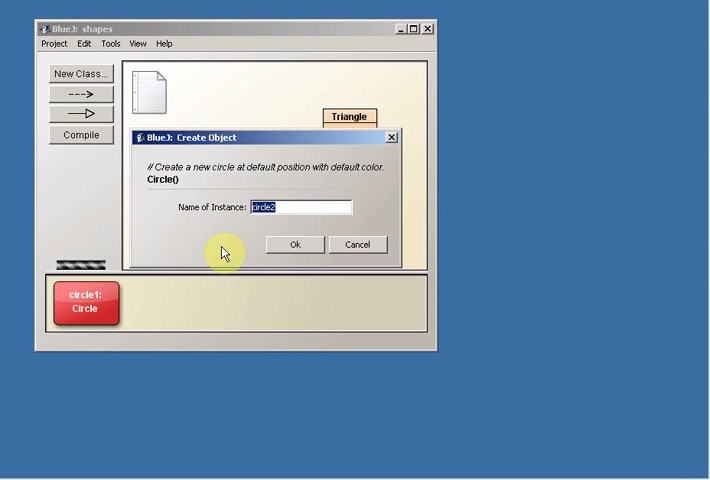 BlueJ: shapes
Project Edit Tools View Help
New Class...
Compile
Triangle
BlueJ: Create Object
// Create a new circle at default position with default color.
Circle()
Name of Instance: circle2
Ok Cancel
circle1:
Circle